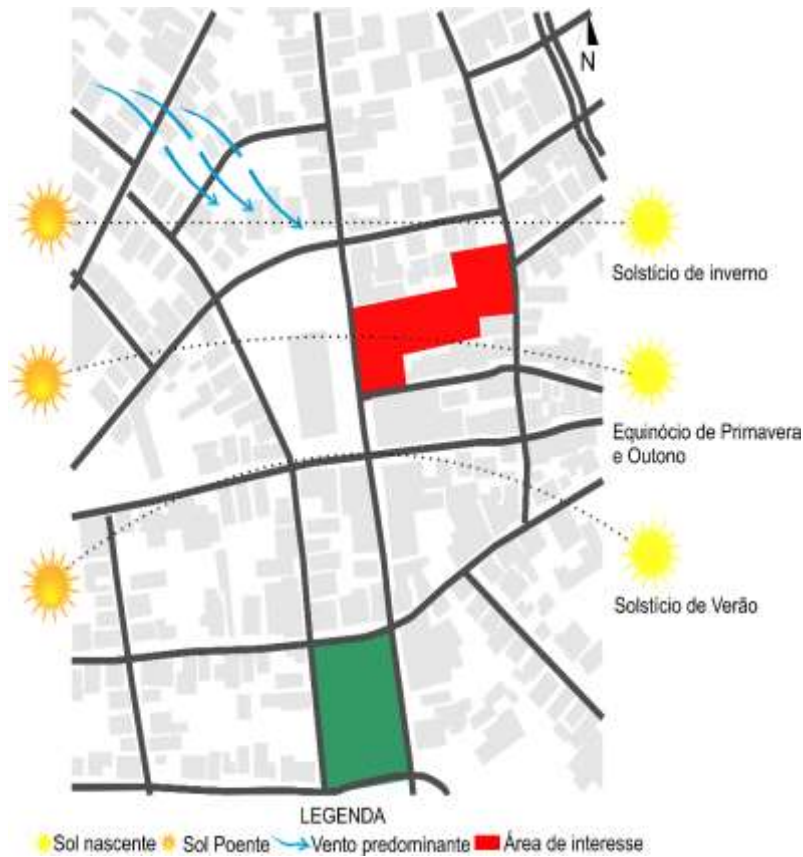 N
Solstício de inverno
Equinócio de Primavera
e Outono
Solstício de Verão
LEGENDA
Sol nascente Sol Poente Vento predominante Área de interesse